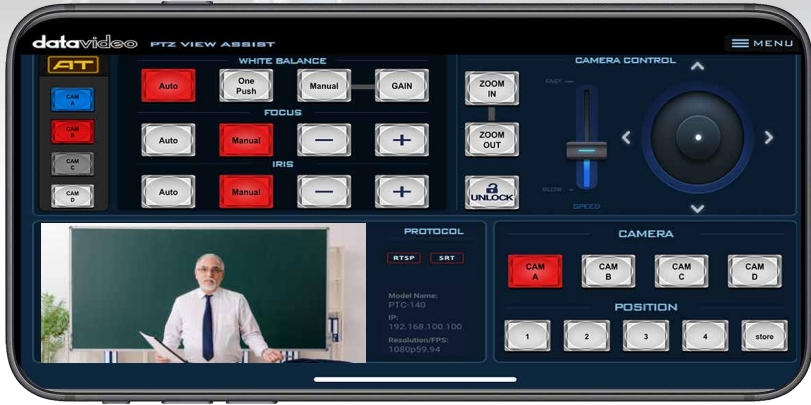 datavideo PTZ VIEW ASSIST
MENU
AT
CAM A
CAM B
CAM C
CAM D
WHITE BALANCE
Auto
One Push
Manual
GAIN
FOCUS
Auto
Manual
−
+
IRIS
Auto
Manual
−
+
CAMERA CONTROL
ZOOM IN
ZOOM OUT
UNLOCK
FAST
SLOW
SPEED
PROTOCOL
RTSP SRT
Model Name:
PTC-140
IP:
192.168.100.100
Resolution/FPS:
1080p59.94
CAMERA
CAM A
CAM B
CAM C
CAM D
POSITION
1
2
3
4
store